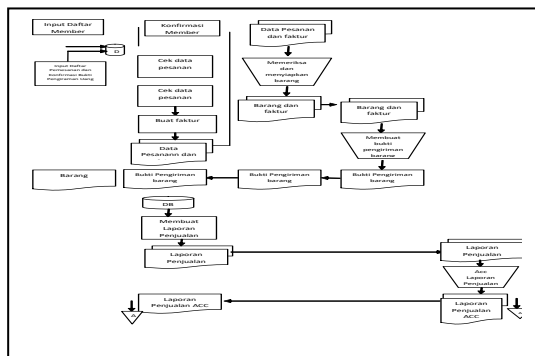 Input Daftar
Member
Konfirmasi
Member
Data Pesanan
dan faktur
D
Input Daftar
Pemesanan dan
Konfirmasi Bukti
Pengiraman Uang
Cek data
pesanan
Memeriksa
dan
menyiapkan
barang
Cek data
pesanan
Barang dan
faktur
Barang dan
faktur
Buat faktur
Data
Pesanann dan
Membuat
bukti
pengiriman
barang
Barang
Bukti Pengiriman
barang
Bukti Pengiriman
barang
Bukti Pengiriman
barang
DB
Membuat
Laporan
Penjualan
Laporan
Penjualan
Laporan
Penjualan
Acc
Laporan
Penjualan
Laporan
Penjualan ACC
Laporan
Penjualan
ACC
A
A